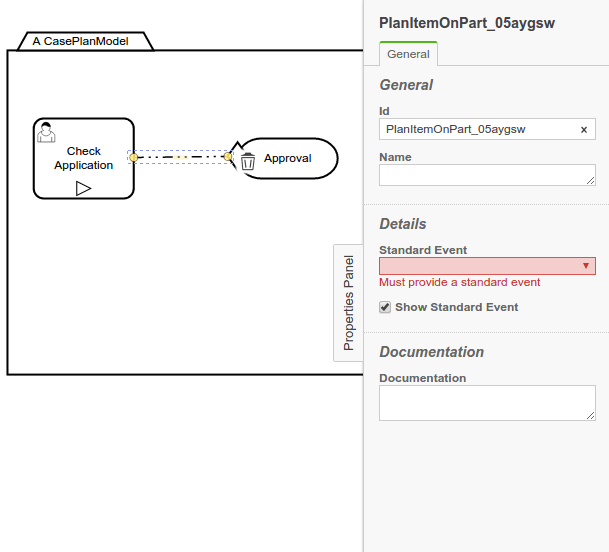 A CasePlanModel
Check
Application
Approval
Properties Panel
PlanItemOnPart_05aygsw
General
General
Id
PlanItemOnPart_05aygsw ×
Name
Details
Standard Event
Must provide a standard event
Show Standard Event
Documentation
Documentation